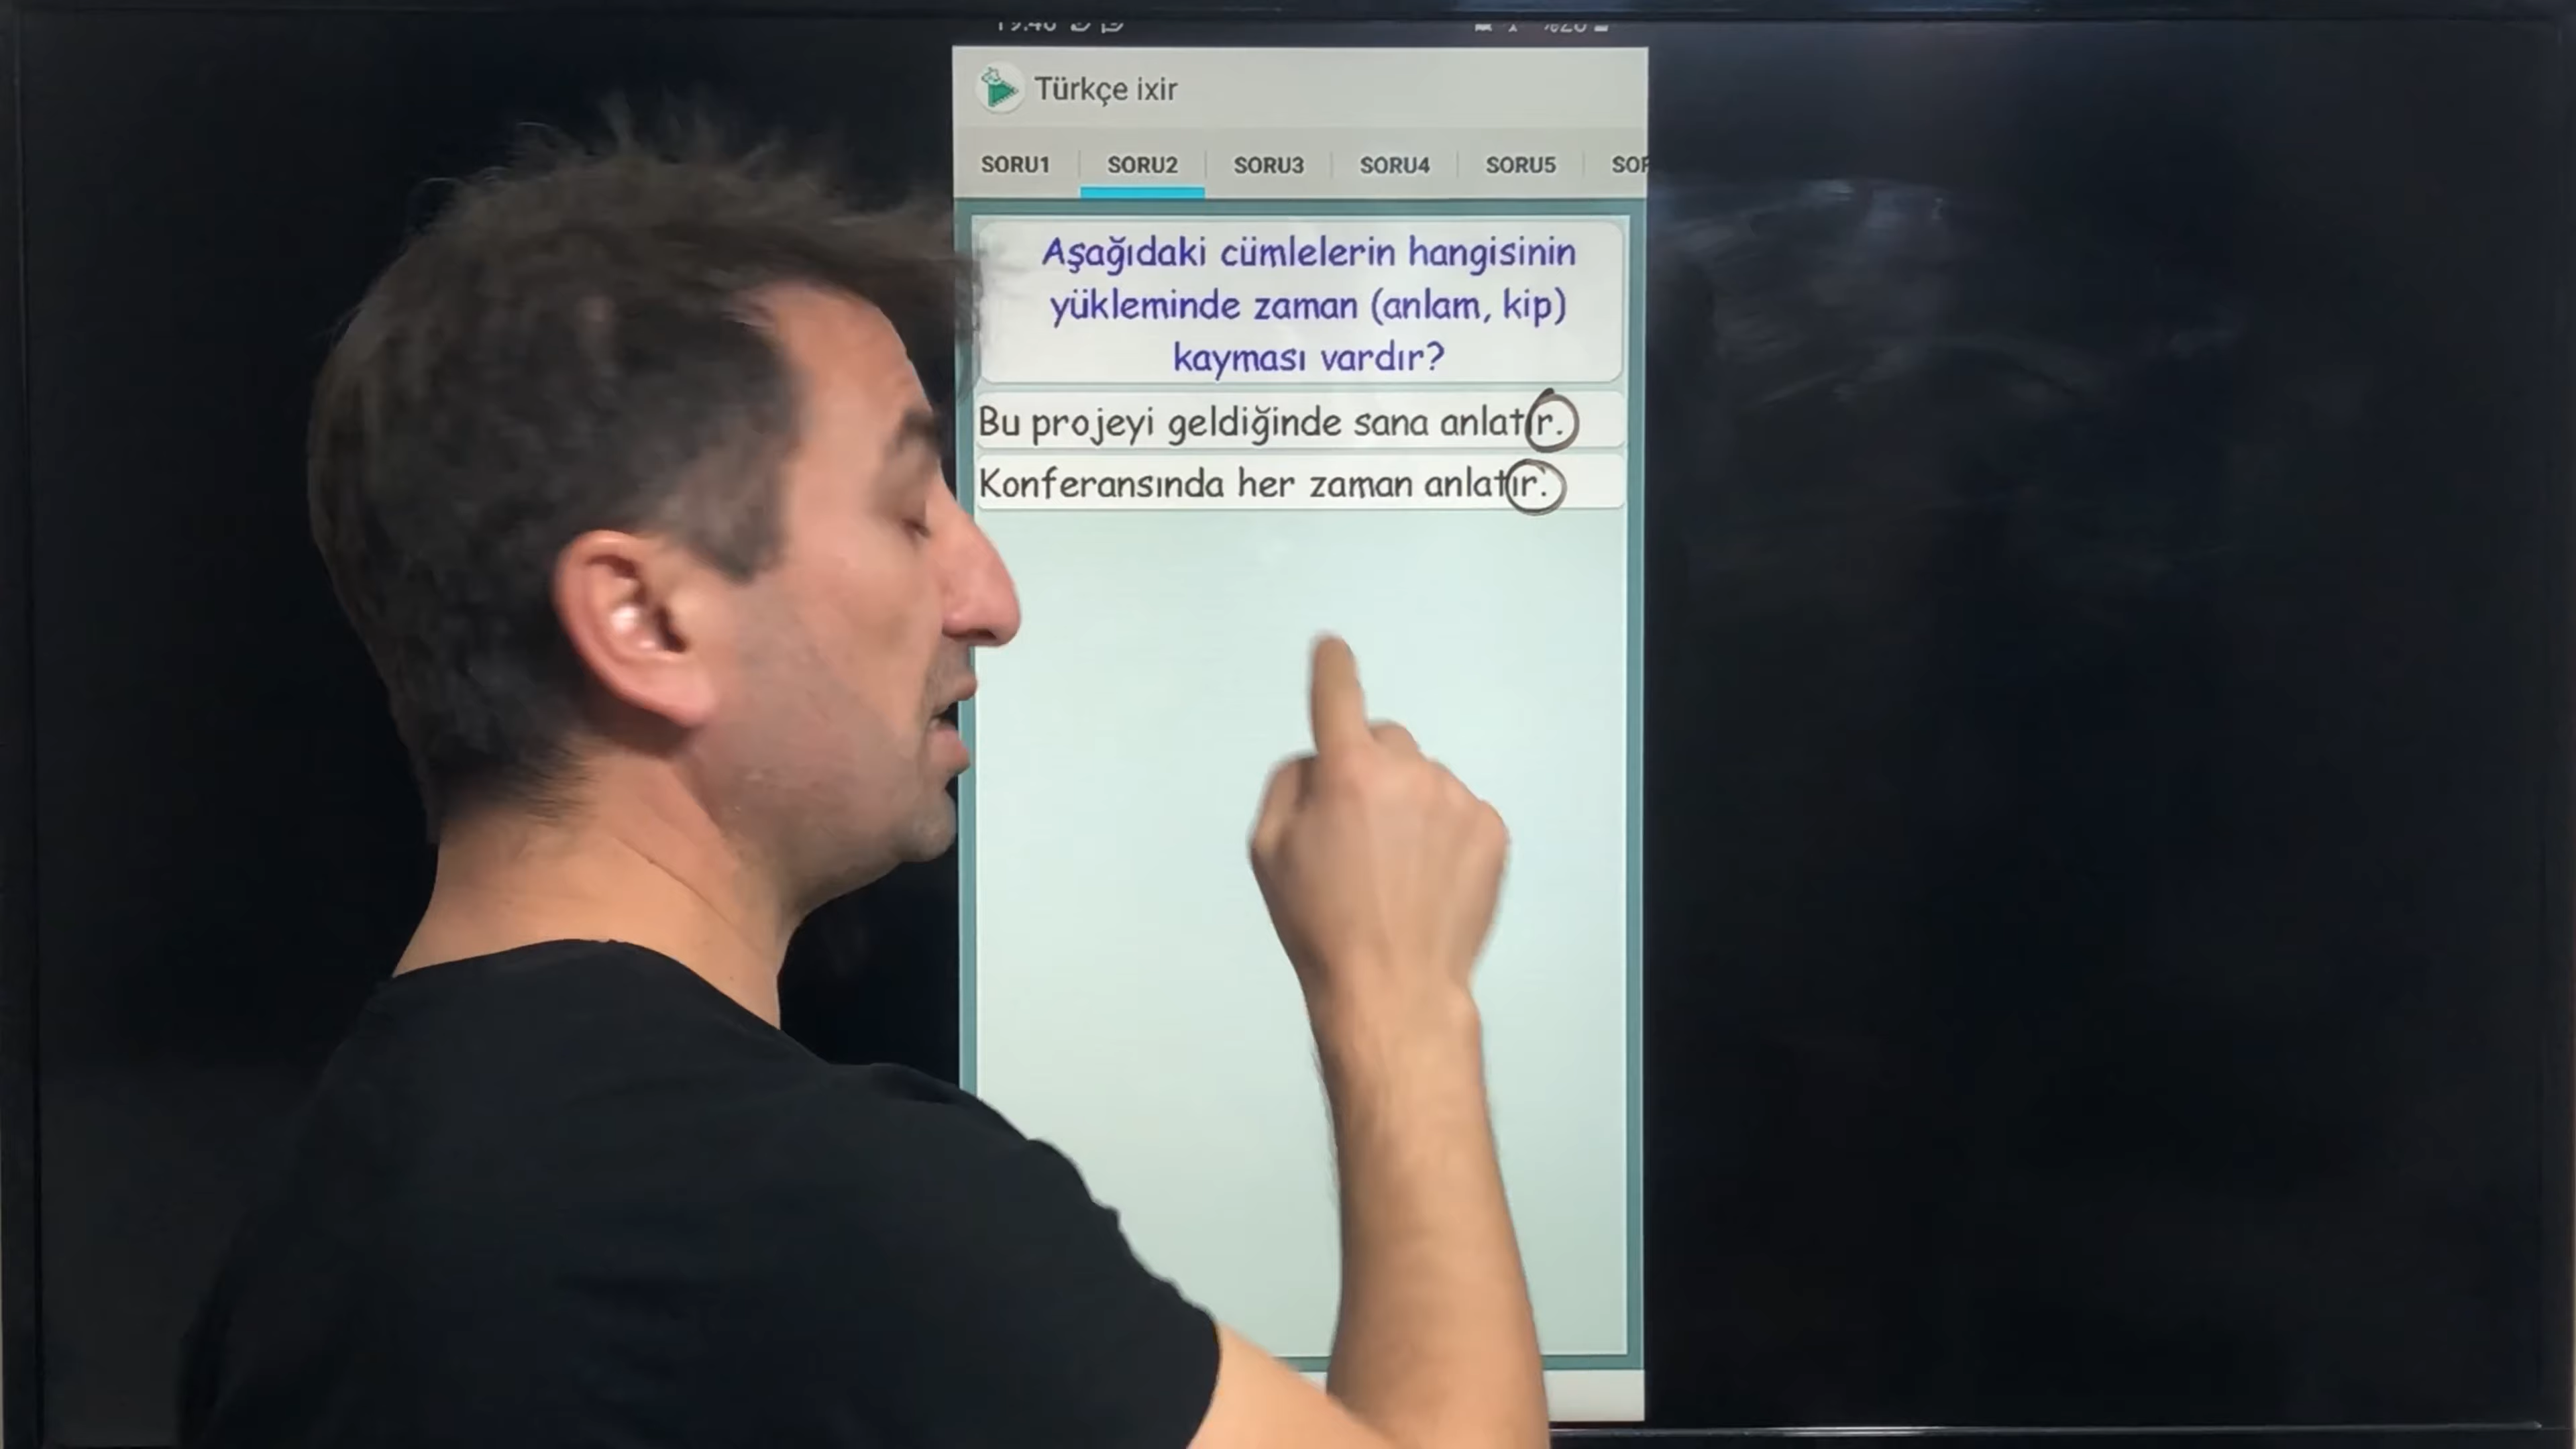 Türkçe ixir
SORU1 SORU2 SORU3 SORU4 SORU5
Aşağıdaki cümlelerin hangisinin
yükleminde zaman (anlam, kip)
kayması vardır?
Bu projeyi geldiğinde sana anlatır.
Konferansında her zaman anlatır.